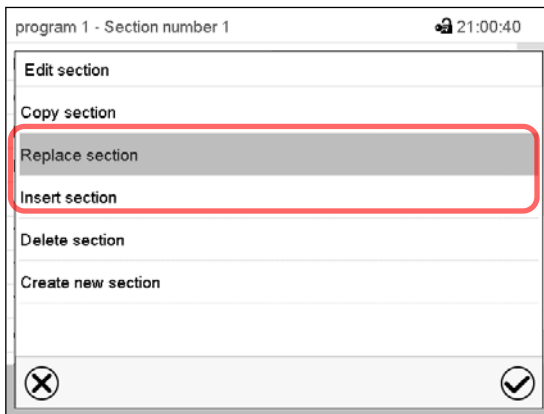 program 1 - Section number 1 21:00:40
Edit section
Copy section
Replace section
Insert section
Delete section
Create new section